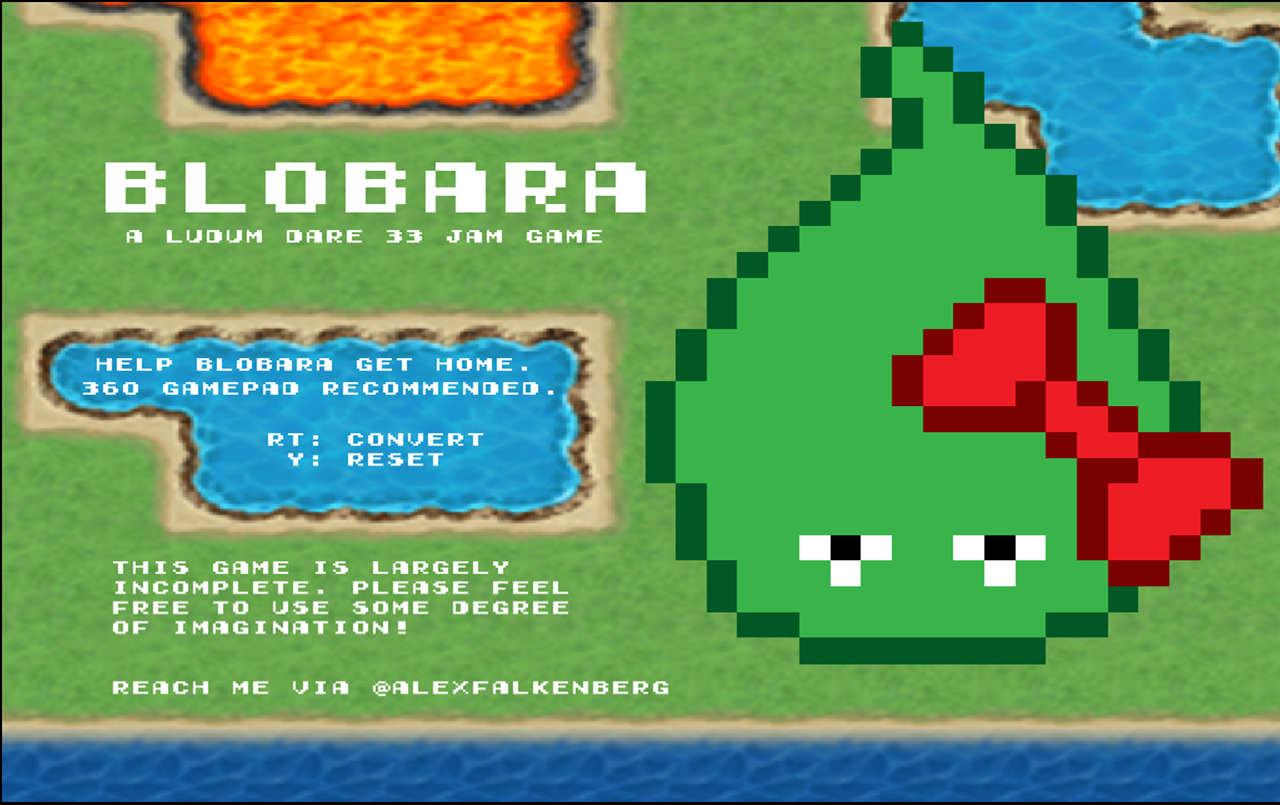 BLOBARA
A LUDUM DARE 33 JAM GAME
HELP BLOBARA GET HOME.
360 GAMEPAD RECOMMENDED.
RT: CONVERT
Y: RESET
THIS GAME IS LARGELY
INCOMPLETE. PLEASE FEEL
FREE TO USE SOME DEGREE
OF IMAGINATION!
REACH ME VIA @ALEXFALKENBERG